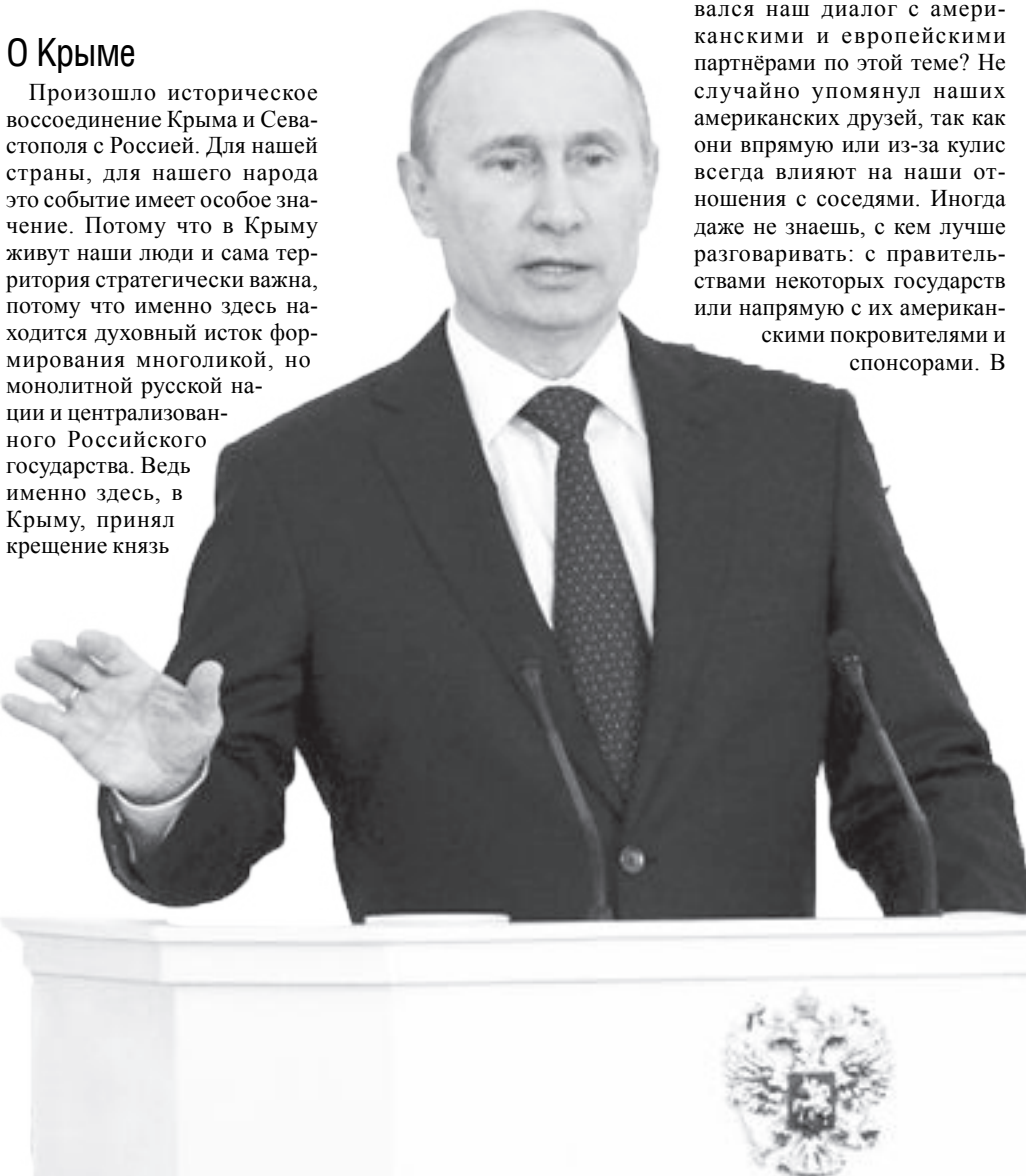 О Крыме
Произошло историческое
воссоединение Крыма и Сева-
стополя с Россией. Для нашей
страны, для нашего народа
это событие имеет особое зна-
чение. Потому что в Крыму
живут наши люди и сама тер-
ритория стратегически важна,
потому что именно здесь на-
ходится духовный исток фор-
мирования многоликой, но
монолитной русской на-
ции и централизован-
ного Российского
государства. Ведь
именно здесь, в
Крыму, принял
крещение князь
вался наш диалог с амери-
канскими и европейскими
партнёрами по этой теме? Не
случайно упомянул наших
американских друзей, так как
они впрямую или из-за кулис
всегда влияют на наши от-
ношения с соседями. Иногда
даже не знаешь, с кем лучше
разговаривать: с правитель-
ствами некоторых государств
или напрямую с их американ-
скими покровителями и
спонсорами. В